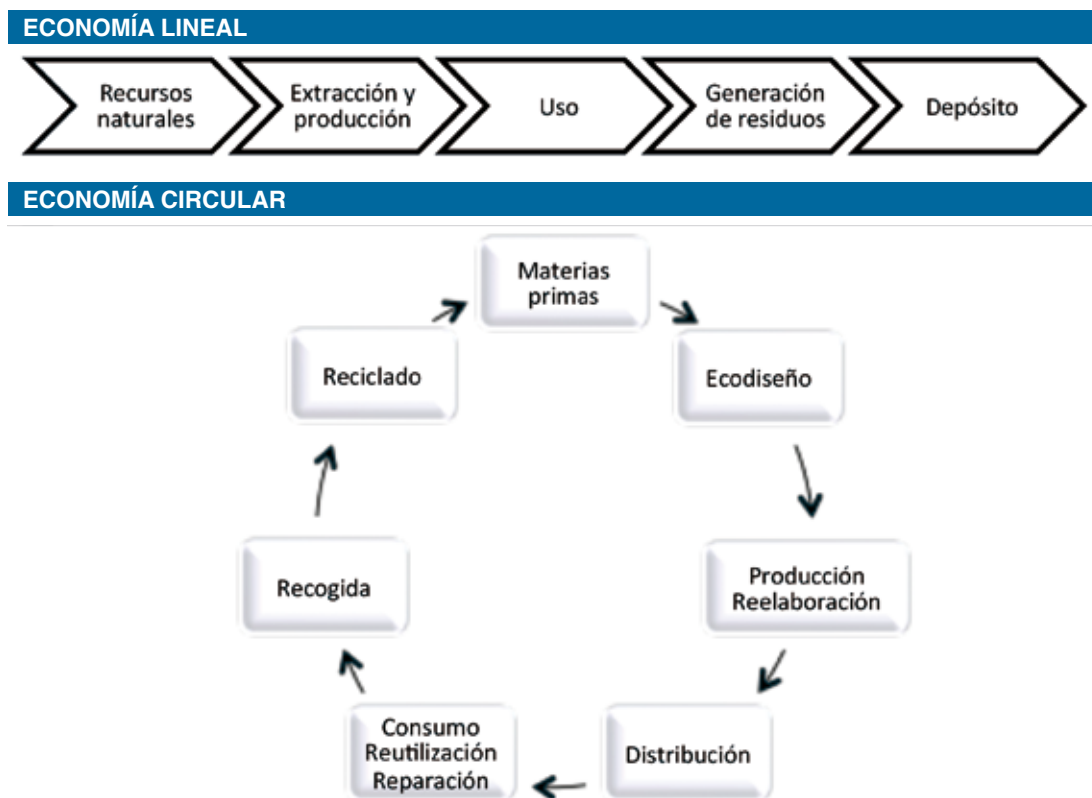 ECONOMÍA LINEAL
Recursos
naturales
Extracción y
producción
Uso
Generación
de residuos
Depósito
ECONOMÍA CIRCULAR
Materias
primas
Ecodiseño
Producción
Reelaboración
Distribución
Consumo
Reutilización
Reparación
Recogida
Reciclado